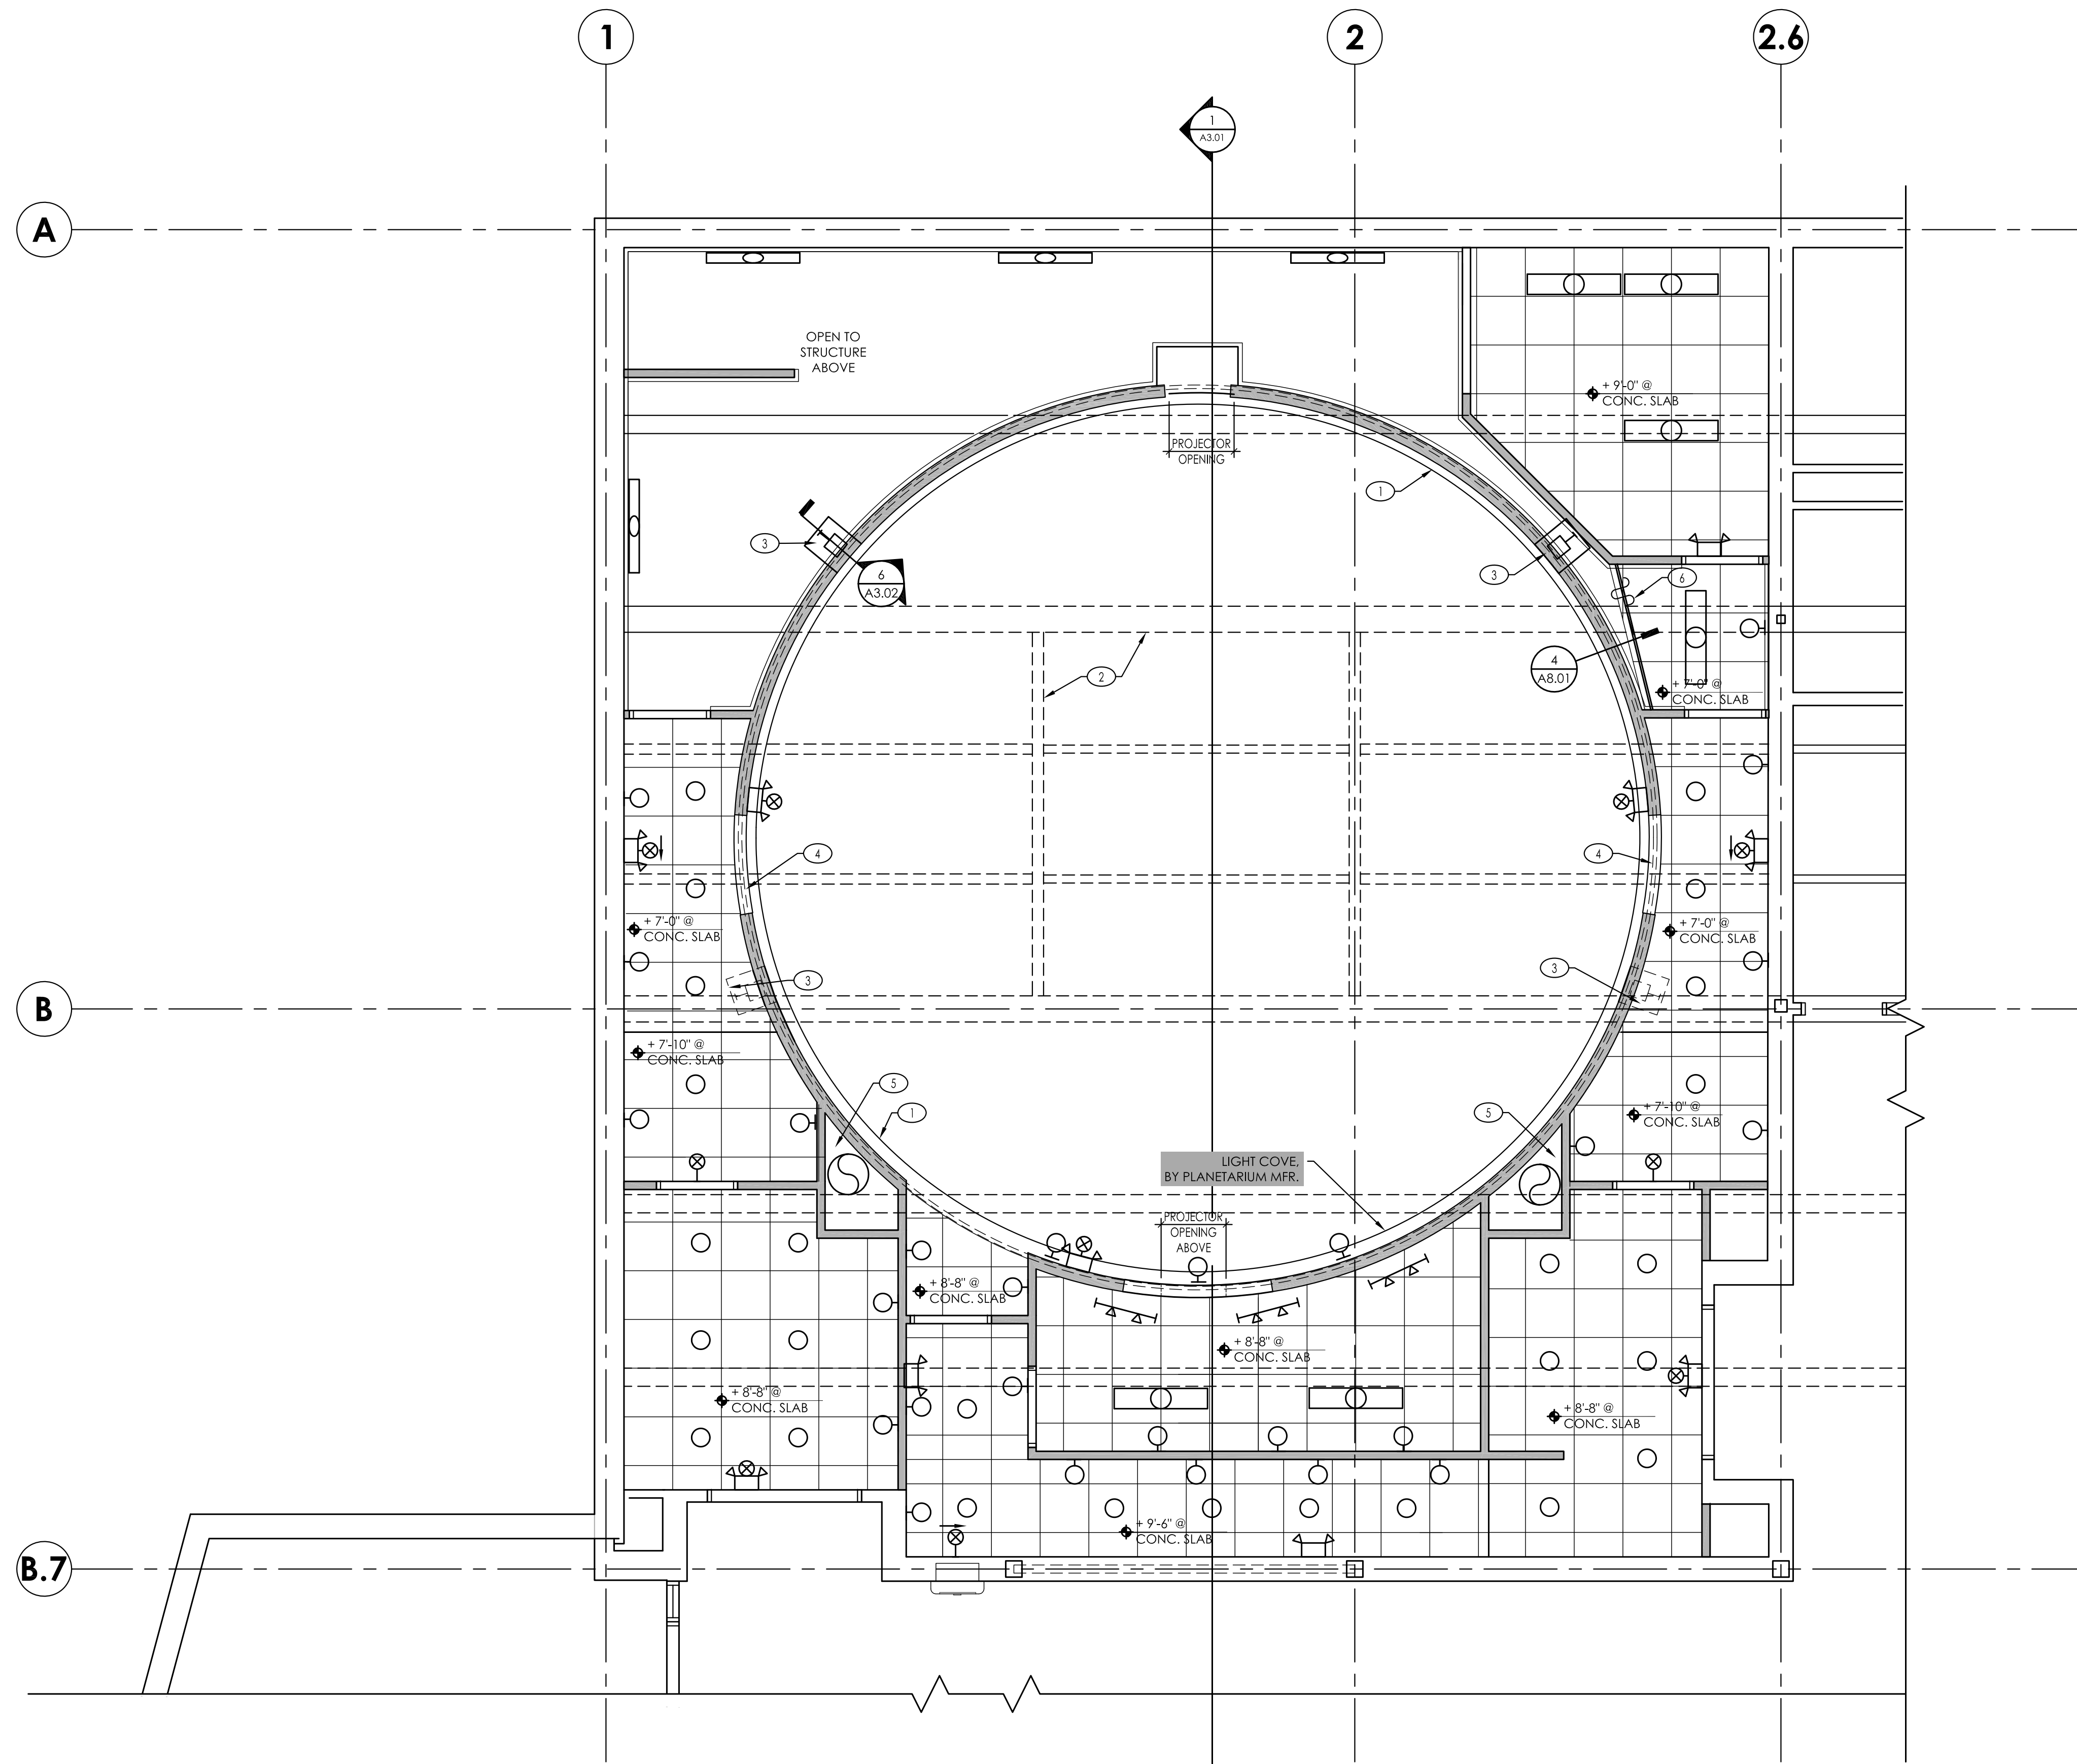 1
2
2.6
1
A3.01
A
OPEN TO
STRUCTURE
ABOVE
+ 9'-0" @
CONC. SLAB
PROJECTOR
OPENING
1
3
3
6
A3.02
6
4
A8.01
2
+ 7'-0" @
CONC. SLAB
4
4
+ 7'-0" @
CONC. SLAB
+ 7'-0" @
CONC. SLAB
3
3
B
+ 7'-10" @
CONC. SLAB
5
1
5
+ 7'-10" @
CONC. SLAB
LIGHT COVE,
BY PLANETARIUM MFR.
PROJECTOR
OPENING
ABOVE
+ 8'-8" @
CONC. SLAB
+ 8'-8" @
CONC. SLAB
+ 8'-8" @
CONC. SLAB
+ 8'-8" @
CONC. SLAB
+ 9'-6" @
CONC. SLAB
B.7